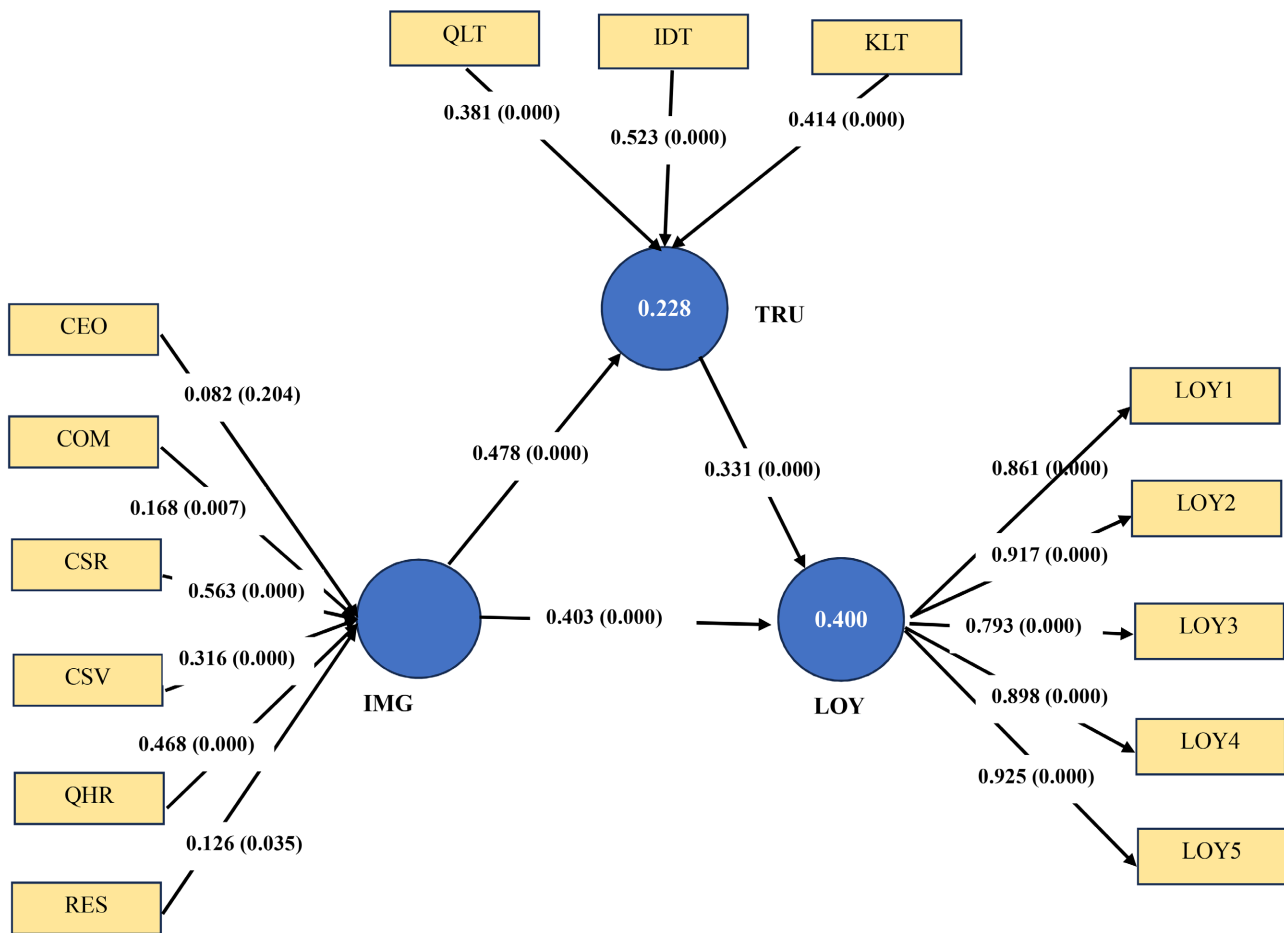 QLT
IDT
KLT
0.381 (0.000)
0.523 (0.000)
0.414 (0.000)
0.228
TRU
CEO
0.082 (0.204)
COM
0.168 (0.007)
CSR
0.563 (0.000)
CSV
0.316 (0.000)
QHR
0.468 (0.000)
RES
0.126 (0.035)
IMG
0.478 (0.000)
0.331 (0.000)
0.403 (0.000)
0.400
LOY
LOY1
0.861 (0.000)
LOY2
0.917 (0.000)
LOY3
0.793 (0.000)
LOY4
0.898 (0.000)
LOY5
0.925 (0.000)